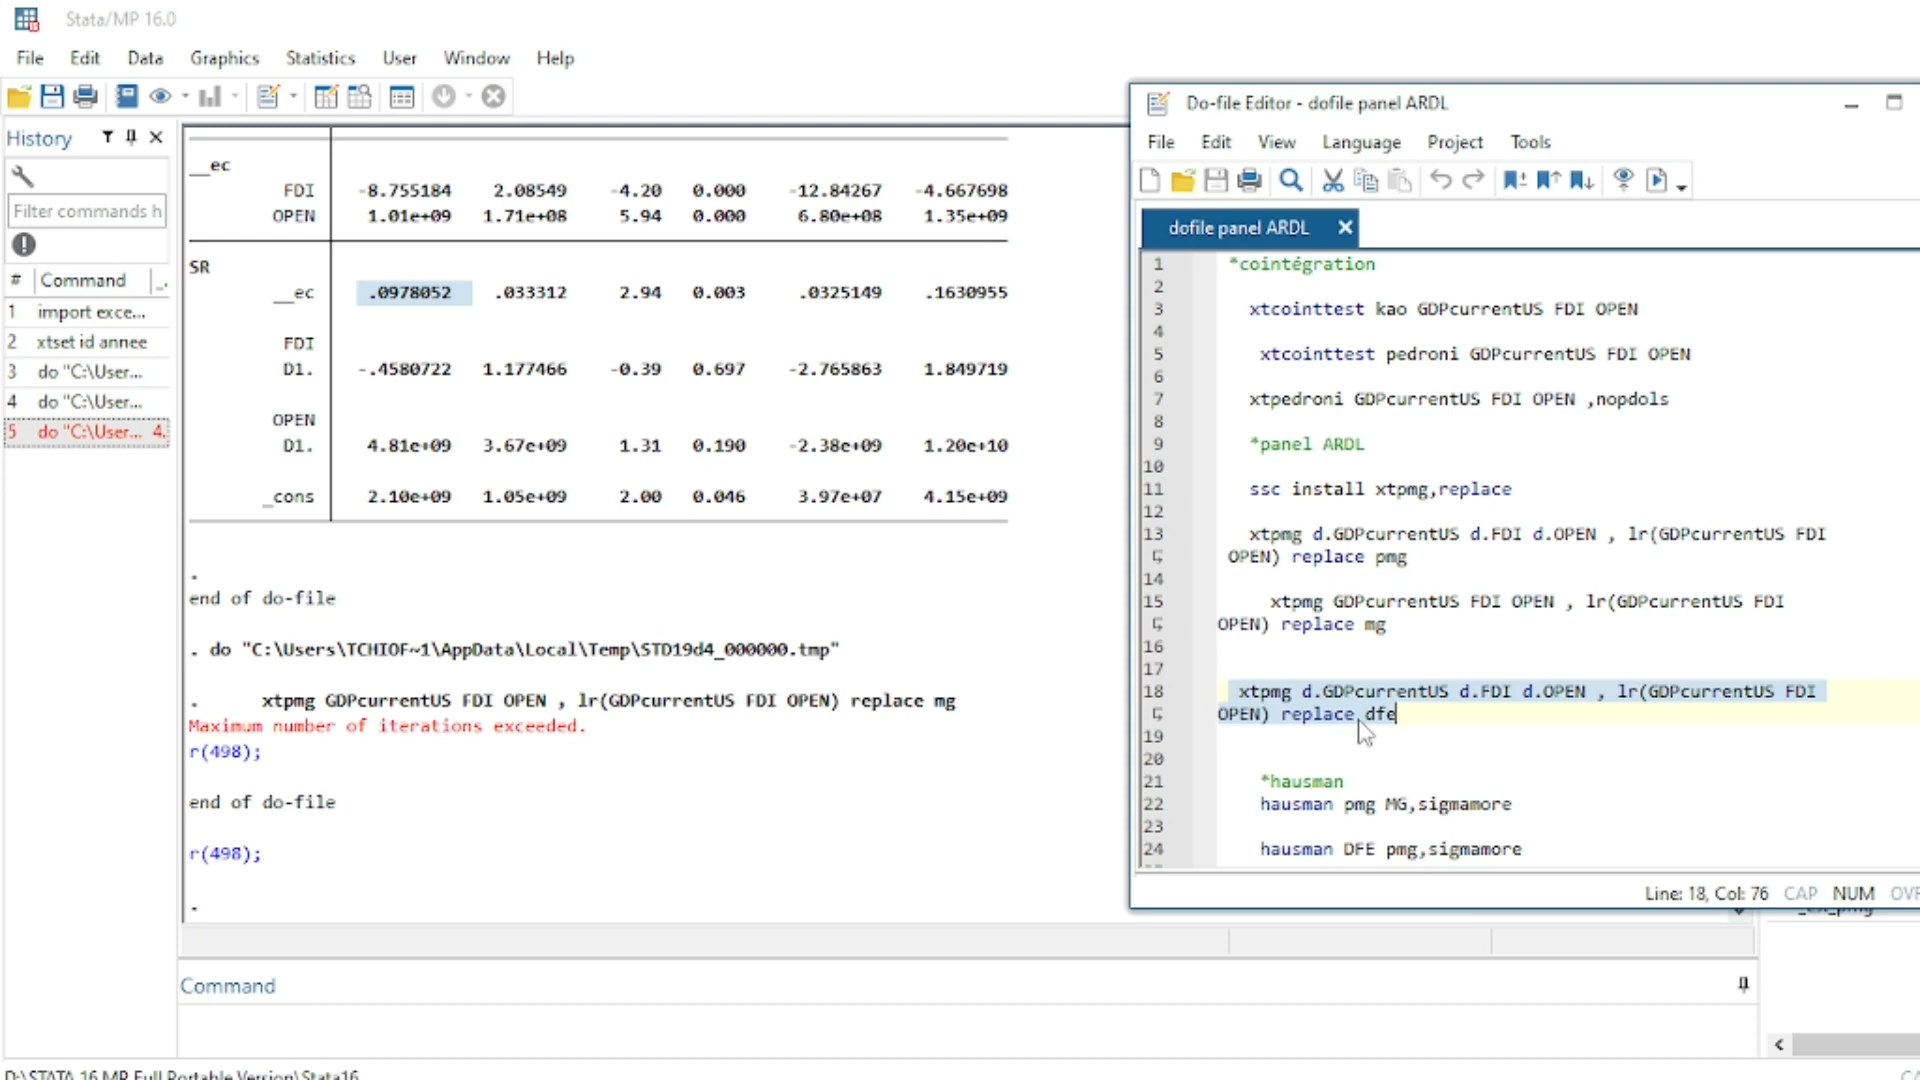 Stata/MP 16.0
File Edit Data Graphics Statistics User Window Help
History
Filter commands h
# Command
1 import exce...
2 xtset id annee
3 do "C:\User...
4 do "C:\User...
5 do "C:\User... 4.
__ec
FDI -8.755184 2.08549 -4.20 0.000 -12.84267 -4.667698
OPEN 1.01e+09 1.71e+08 5.94 0.000 6.80e+08 1.35e+09
SR
__ec .0978052 .033312 2.94 0.003 .0325149 .1630955
FDI
D1. -.4580722 1.177466 -0.39 0.697 -2.765863 1.849719
OPEN
D1. 4.81e+09 3.67e+09 1.31 0.190 -2.38e+09 1.20e+10
_cons 2.10e+09 1.05e+09 2.00 0.046 3.97e+07 4.15e+09
.
end of do-file
. do "C:\Users\TCHIOF~1\AppData\Local\Temp\STD19d4_000000.tmp"
. xtpmg GDPcurrentUS FDI OPEN , lr(GDPcurrentUS FDI OPEN) replace mg
Maximum number of iterations exceeded.
r(498);
end of do-file
r(498);
.
Command
D:\STATA 16 MP Full Portable Version\Stata16
Do-file Editor - dofile panel ARDL
File Edit View Language Project Tools
dofile panel ARDL
1 *cointégration
2
3 xtcointtest kao GDPcurrentUS FDI OPEN
4
5 xtcointtest pedroni GDPcurrentUS FDI OPEN
6
7 xtpedroni GDPcurrentUS FDI OPEN ,nopdols
8
9 *panel ARDL
10
11 ssc install xtpmg,replace
12
13 xtpmg d.GDPcurrentUS d.FDI d.OPEN , lr(GDPcurrentUS FDI
OPEN) replace pmg
14
15 xtpmg GDPcurrentUS FDI OPEN , lr(GDPcurrentUS FDI
OPEN) replace mg
16
17
18 xtpmg d.GDPcurrentUS d.FDI d.OPEN , lr(GDPcurrentUS FDI
OPEN) replace dfe
19
20
21 *hausman
22 hausman pmg MG,sigmamore
23
24 hausman DFE pmg,sigmamore
Line: 18, Col: 76 CAP NUM OVR